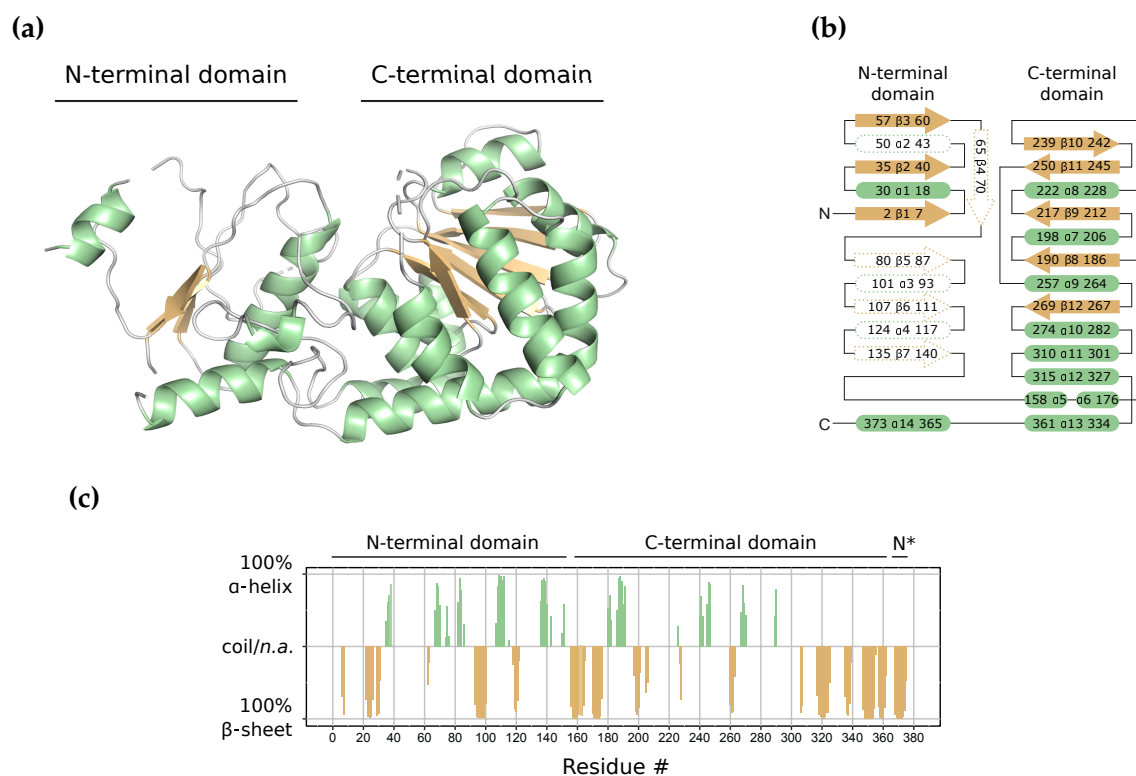 (a)
N-terminal domain
C-terminal domain
(b)
N-terminal
domain
C-terminal
domain
57 β3 60
50 α2 43
35 β2 40
30 α1 18
N
2 β1 7
65 β4 70
80 β5 87
101 α3 93
107 β6 111
124 α4 117
135 β7 140
239 β10 242
250 β11 245
222 α8 228
217 β9 212
198 α7 206
190 β8 186
257 α9 264
269 β12 267
274 α10 282
310 α11 301
315 α12 327
158 α5
α6 176
C
373 α14 365
361 α13 334
(c)
N-terminal domain
C-terminal domain
N*
100%
α-helix
coil/n.a.
100%
β-sheet
0 20 40 60 80 100 120 140 160 180 200 220 240 260 280 300 320 340 360 380
Residue #